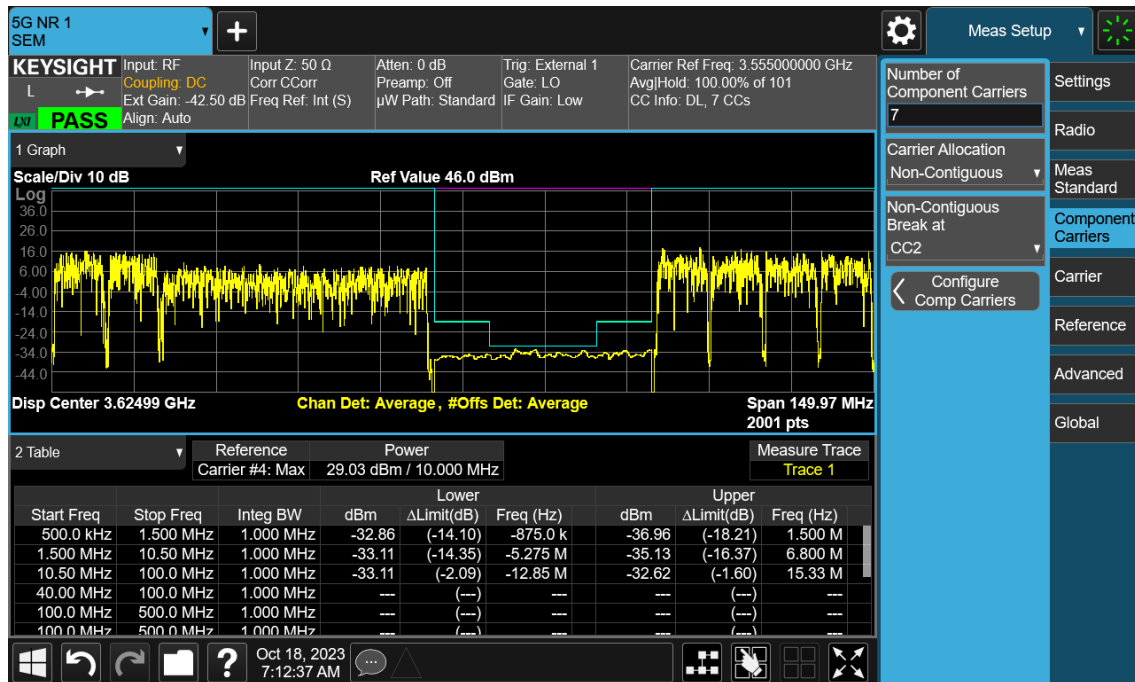 5G NR 1
SEM
+
Meas Setup
KEYSIGHT
L
LXI PASS
Input: RF
Coupling: DC
Ext Gain: -42.50 dB
Align: Auto
Input Z: 50 Ω
Corr CCorr
Freq Ref: Int (S)
Atten: 0 dB
Preamp: Off
µW Path: Standard
Trig: External 1
Gate: LO
IF Gain: Low
Carrier Ref Freq: 3.555000000 GHz
Avg|Hold: 100.00% of 101
CC Info: DL, 7 CCs
1 Graph
Scale/Div 10 dB
Ref Value 46.0 dBm
Log
36.0
26.0
16.0
6.00
-4.00
-14.0
-24.0
-34.0
-44.0
Disp Center 3.62499 GHz
Chan Det: Average, #Offs Det: Average
Span 149.97 MHz
2001 pts
2 Table
Reference Power
Carrier #4: Max 29.03 dBm / 10.000 MHz
Measure Trace
Trace 1
Lower Upper
Start Freq Stop Freq Integ BW dBm ΔLimit(dB) Freq (Hz) dBm ΔLimit(dB) Freq (Hz)
500.0 kHz 1.500 MHz 1.000 MHz -32.86 (-14.10) -875.0 k -36.96 (-18.21) 1.500 M
1.500 MHz 10.50 MHz 1.000 MHz -33.11 (-14.35) -5.275 M -35.13 (-16.37) 6.800 M
10.50 MHz 100.0 MHz 1.000 MHz -33.11 (-2.09) -12.85 M -32.62 (-1.60) 15.33 M
40.00 MHz 100.0 MHz 1.000 MHz --- (---) --- --- (---) ---
100.0 MHz 500.0 MHz 1.000 MHz --- (---) --- --- (---) ---
100.0 MHz 500.0 MHz 1.000 MHz --- (---) --- --- (---) ---
?
Oct 18, 2023
7:12:37 AM
Number of
Component Carriers
7
Carrier Allocation
Non-Contiguous
Non-Contiguous
Break at
CC2
Configure
Comp Carriers
Settings
Radio
Meas
Standard
Component
Carriers
Carrier
Reference
Advanced
Global